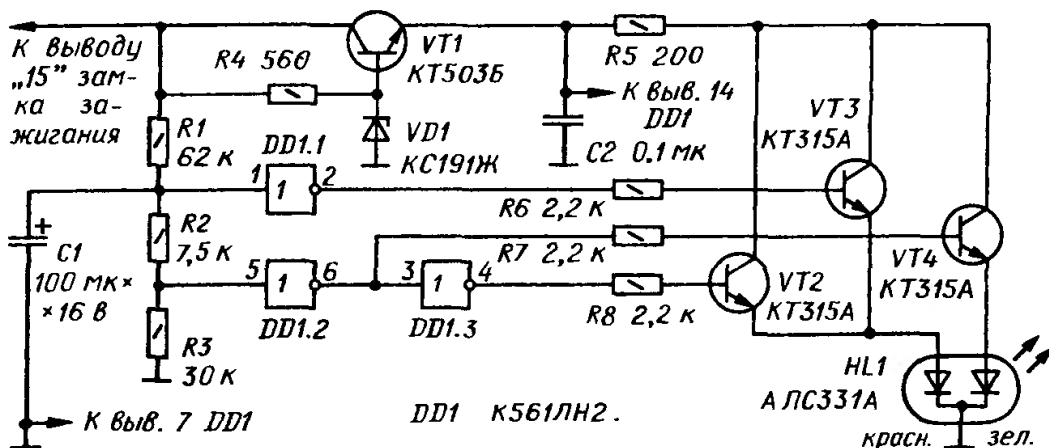 К выводу
„15” зам-
ка за-
жигания
R4 560
VT1
КТ503Б
R5 200
К выв. 14
DD1
C2 0,1 мк
VD1
КС191Ж
VT3
КТ315А
R1
62 к
DD1.1
1
1
2
R6 2,2 к
R2
7,5 к
+
C1
100 мк×
×16 в
R7 2,2 к
VT4
КТ315А
5
1
6
DD1.2
3
1
4
DD1.3
R8 2,2 к
VT2
КТ315А
R3
30 к
HL1
АЛС331А
К выв. 7 DD1
DD1 К561ЛН2.
красн.
зел.